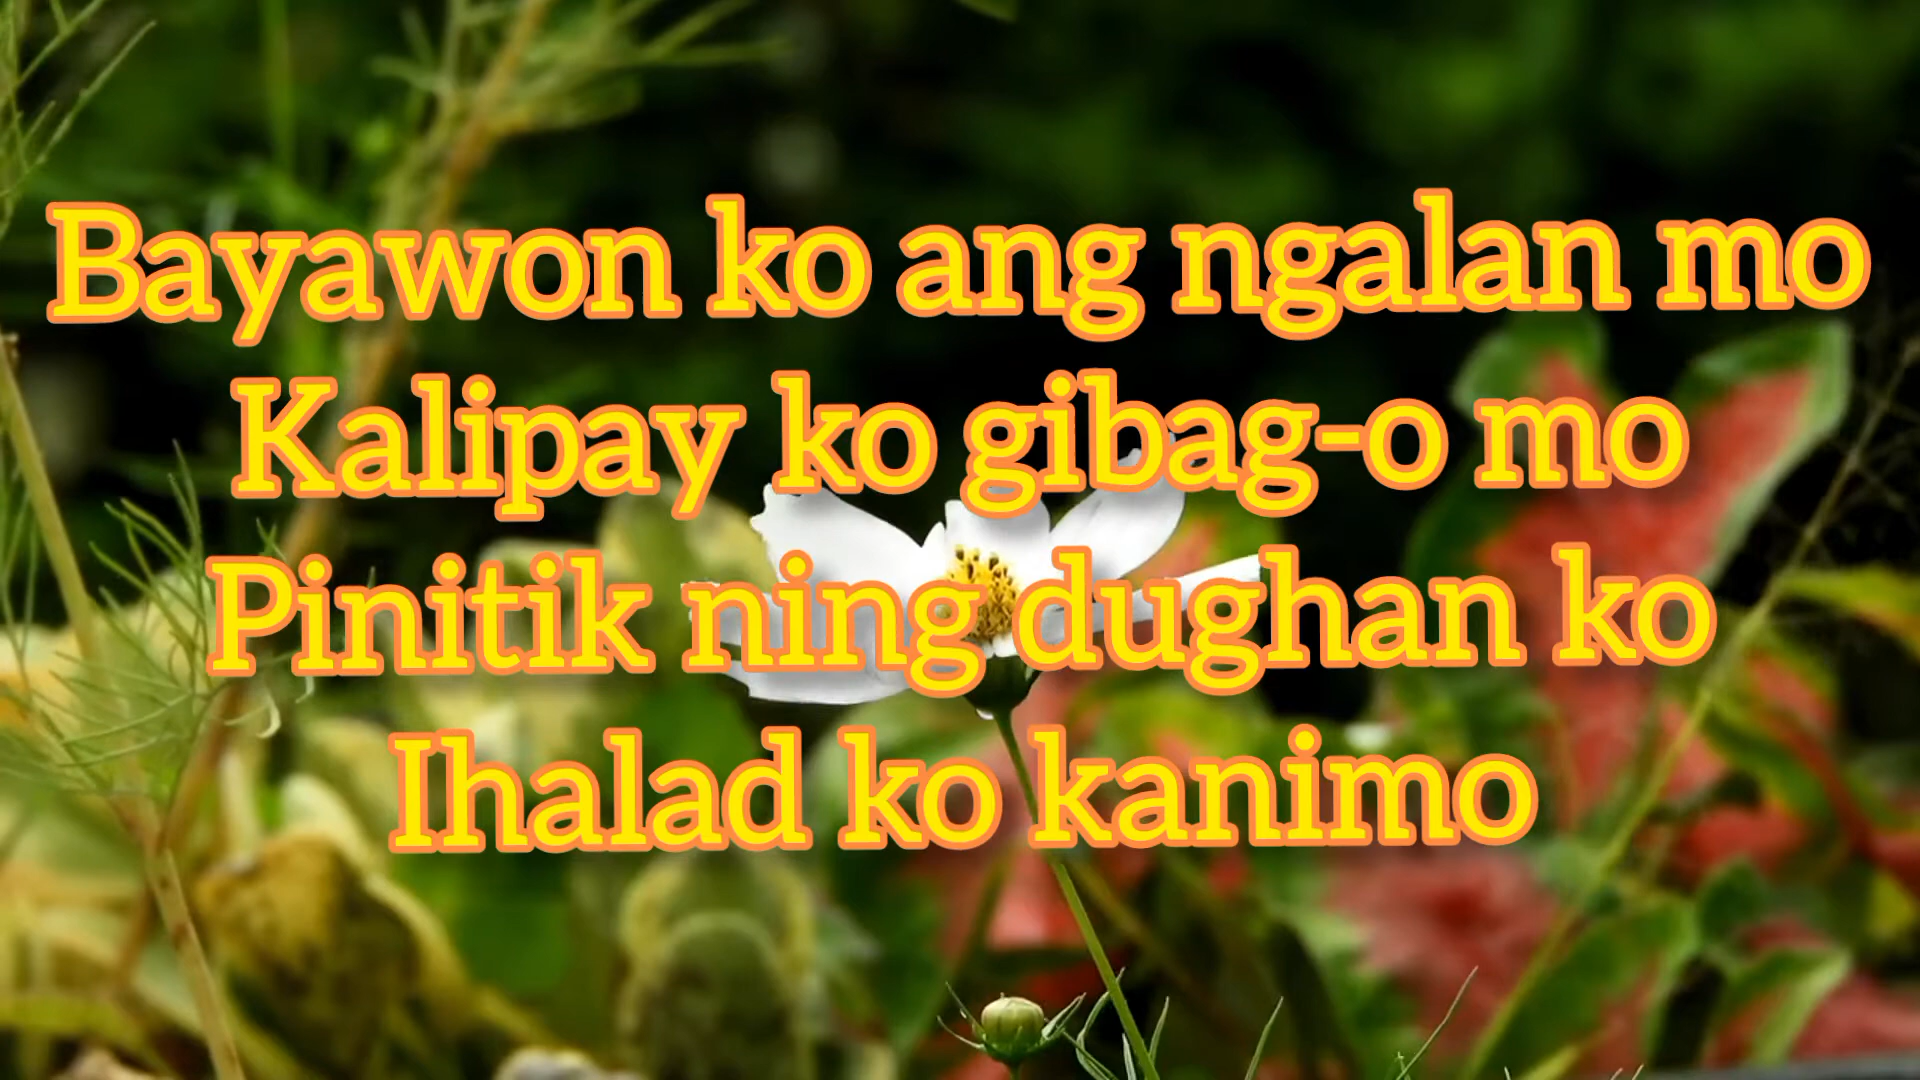 Bayawon ko ang ngalan mo
Kalipay ko gibag-o mo
Pinitik ning dughan ko
Ihalad ko kanimo